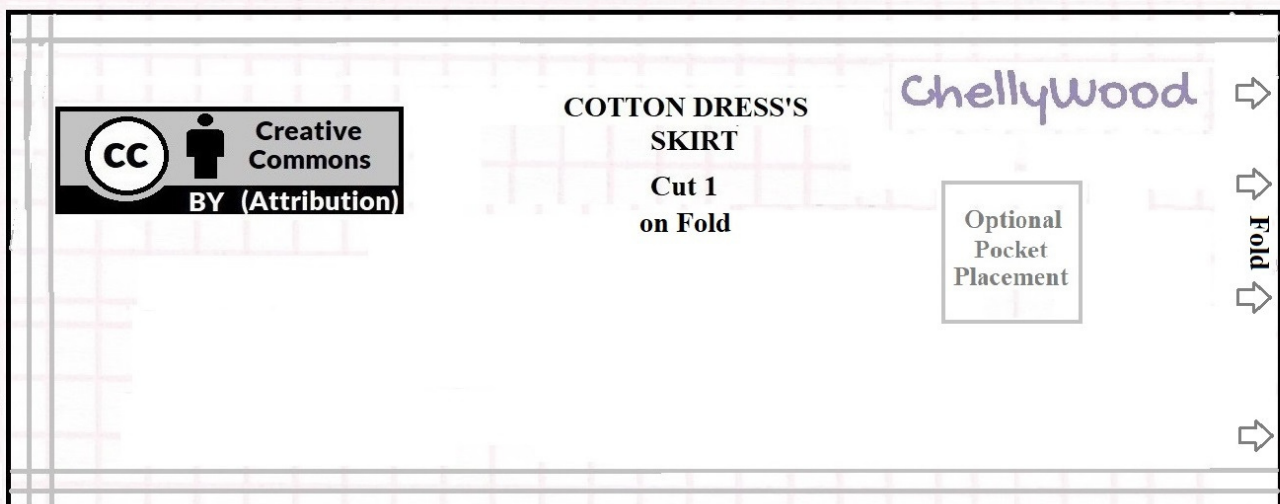 CC
Creative
Commons
BY (Attribution)
COTTON DRESS'S
SKIRT
Cut 1
on Fold
ChellyWood
Optional
Pocket
Placement
Fold